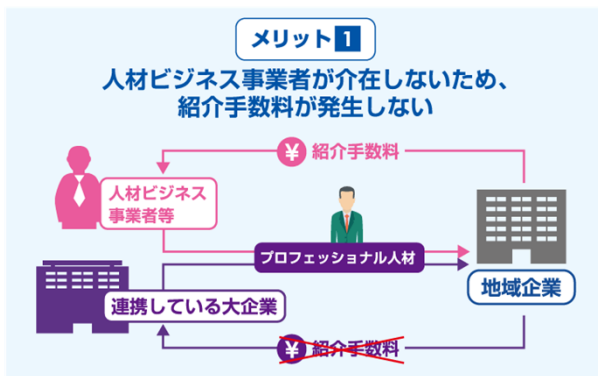 メリット1
人材ビジネス事業者が介在しないため、
紹介手数料が発生しない
¥ 紹介手数料
人材ビジネス
事業者等
プロフェッショナル人材
連携している大企業
地域企業
¥ 紹介手数料